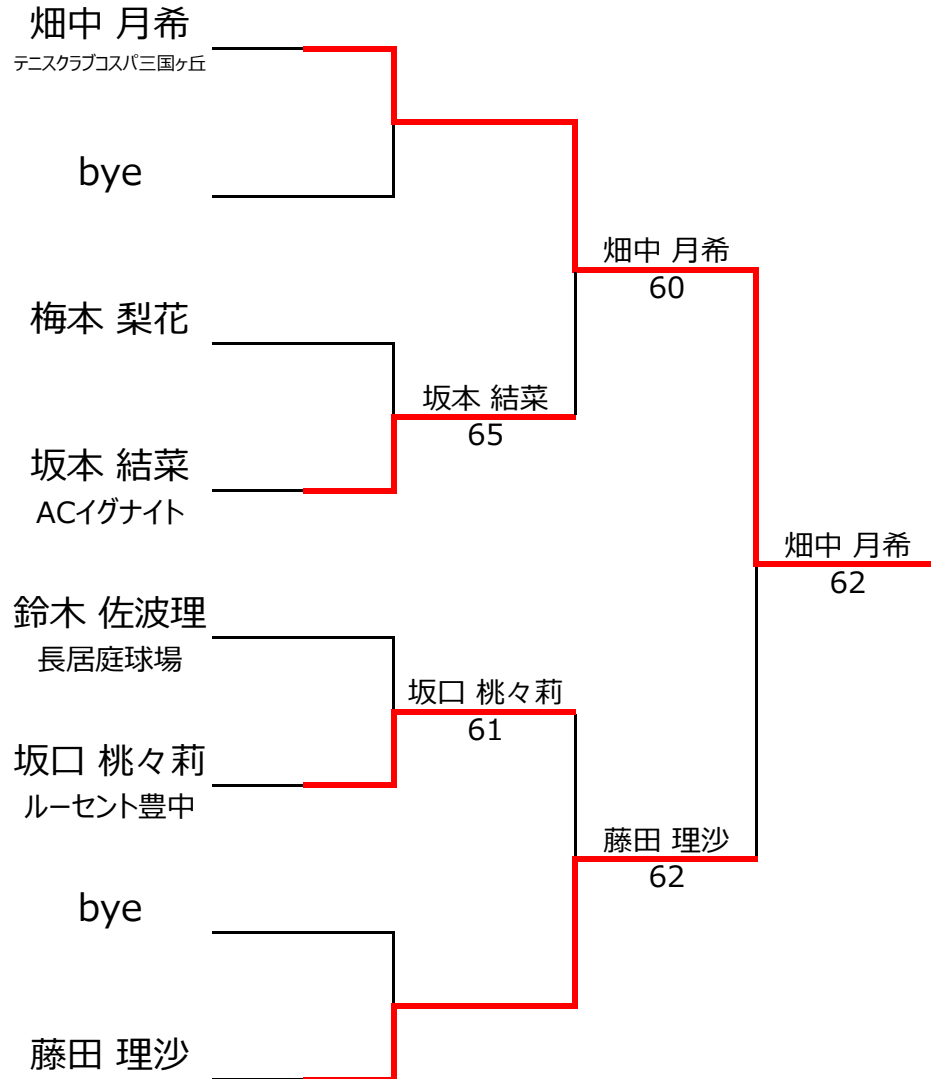 畑中 月希
テニスクラブコスパ三国ヶ丘
bye
梅本 梨花
坂本 結菜
ACイグナイト
鈴木 佐波理
長居庭球場
坂口 桃々莉
ルーセント豊中
bye
藤田 理沙
坂本 結菜
65
坂口 桃々莉
61
畑中 月希
60
藤田 理沙
62
畑中 月希
62